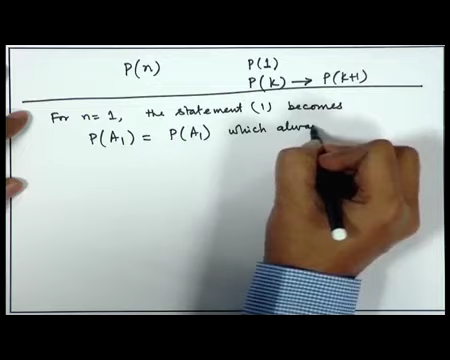 P(n) P(1)
P(k) → P(k+1)
For n=1, the statement (1) becomes
P(A₁) = P(A₁) which alwa